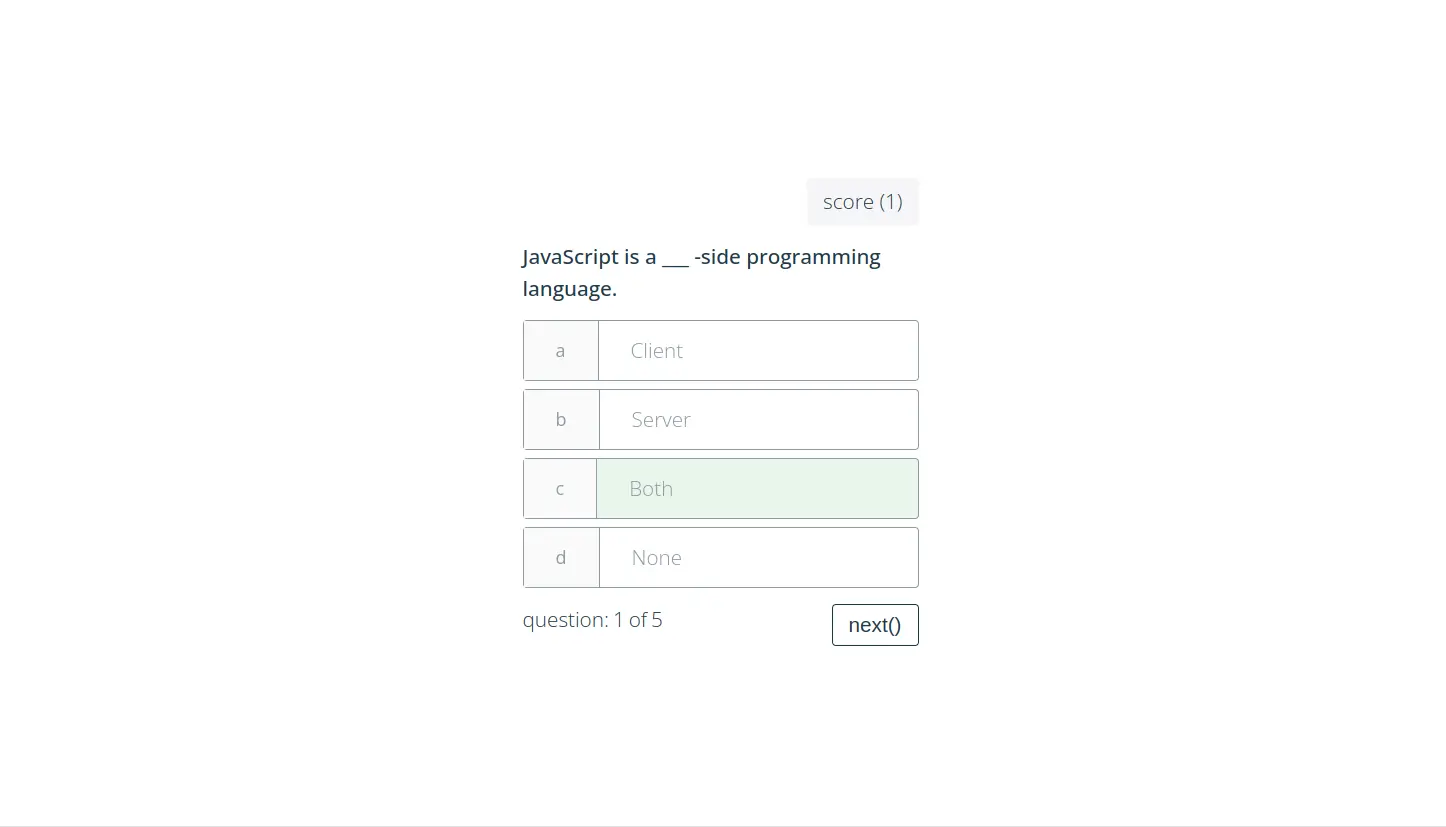 score (1)
JavaScript is a ___ -side programming
language.
a Client
b Server
c Both
d None
question: 1 of 5 next()